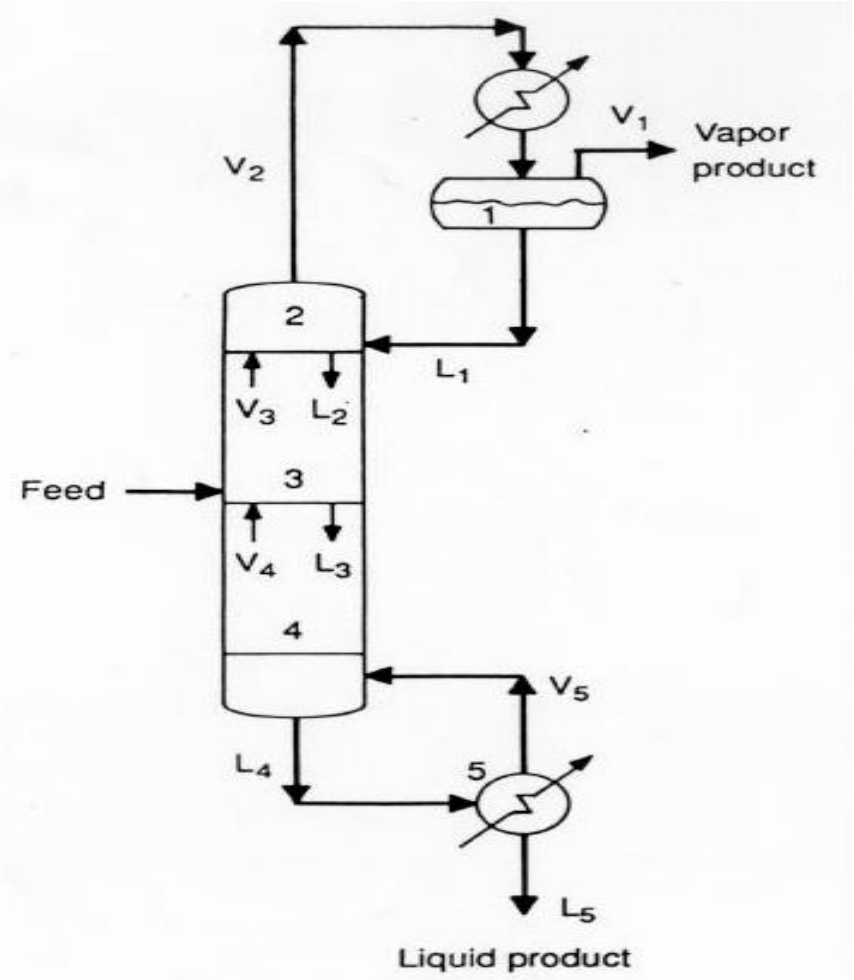 V₁
Vapor
product
V₂
1
2
L₁
V₃ L₂
3
Feed
V₄ L₃
4
V₅
L₄
5
L₅
Liquid product